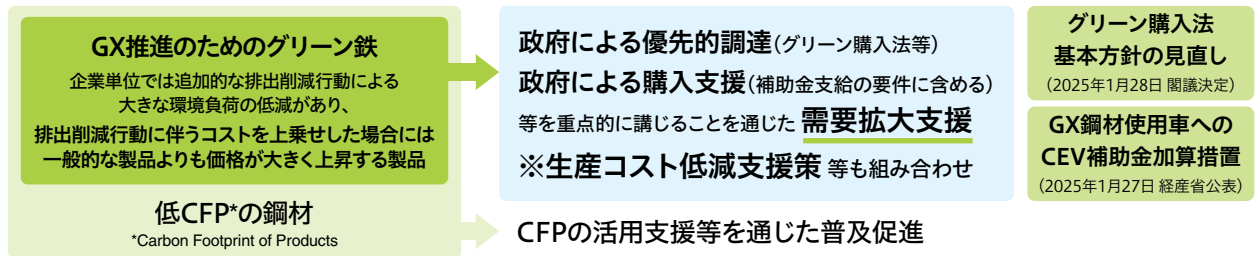 GX推進のためのグリーン鉄
企業単位では追加的な排出削減行動による
大きな環境負荷の低減があり、
排出削減行動に伴うコストを上乗せした場合には
一般的な製品よりも価格が大きく上昇する製品
低CFP*の鋼材
*Carbon Footprint of Products
政府による優先的調達(グリーン購入法等)
政府による購入支援(補助金支給の要件に含める)
等を重点的に講じることを通じた 需要拡大支援
※生産コスト低減支援策 等も組み合わせ
CFPの活用支援等を通じた普及促進
グリーン購入法
基本方針の見直し
(2025年1月28日 閣議決定)
GX鋼材使用車への
CEV補助金加算措置
(2025年1月27日 経産省公表)